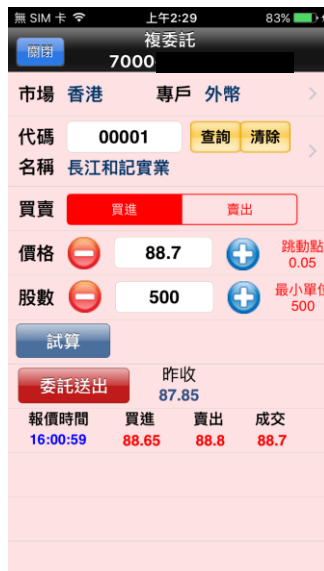 無 SIM 卡 上午2:29 83%
關閉 複委託
7000
市場 香港 專戶 外幣
代碼 00001 查詢 清除
名稱 長江和記實業
買賣 買進 賣出
價格 88.7 跳動點
0.05
股數 500 最小單位
500
試算
委託送出 昨收
87.85
報價時間 買進 賣出 成交
16:00:59 88.65 88.8 88.7